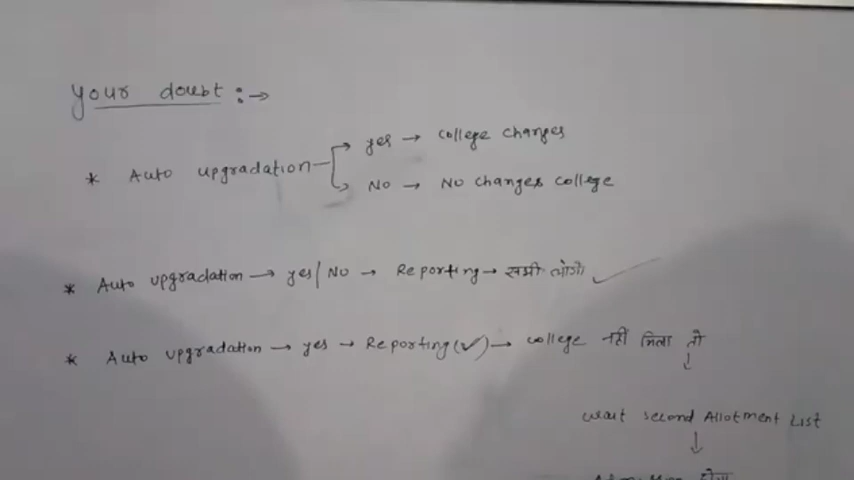 Your doubt :→
* Auto upgradation → yes → college changes
→ No → No changes college
* Auto upgradation → yes/No → Reporting → सभी लोगो ✓
* Auto upgradation → yes → Reporting(✓) → college नहीं मिला तो
↓
wait second Allotment List
↓
होगा